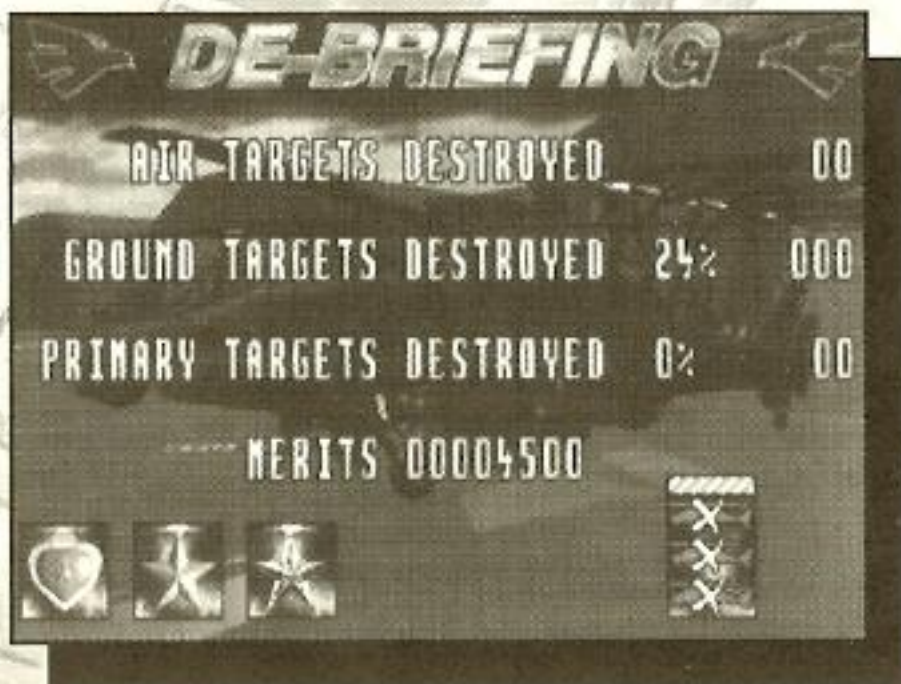 DE-BRIEFING
AIR TARGETS DESTROYED 00
GROUND TARGETS DESTROYED 24% 000
PRIMARY TARGETS DESTROYED 0% 00
MERITS 00004500